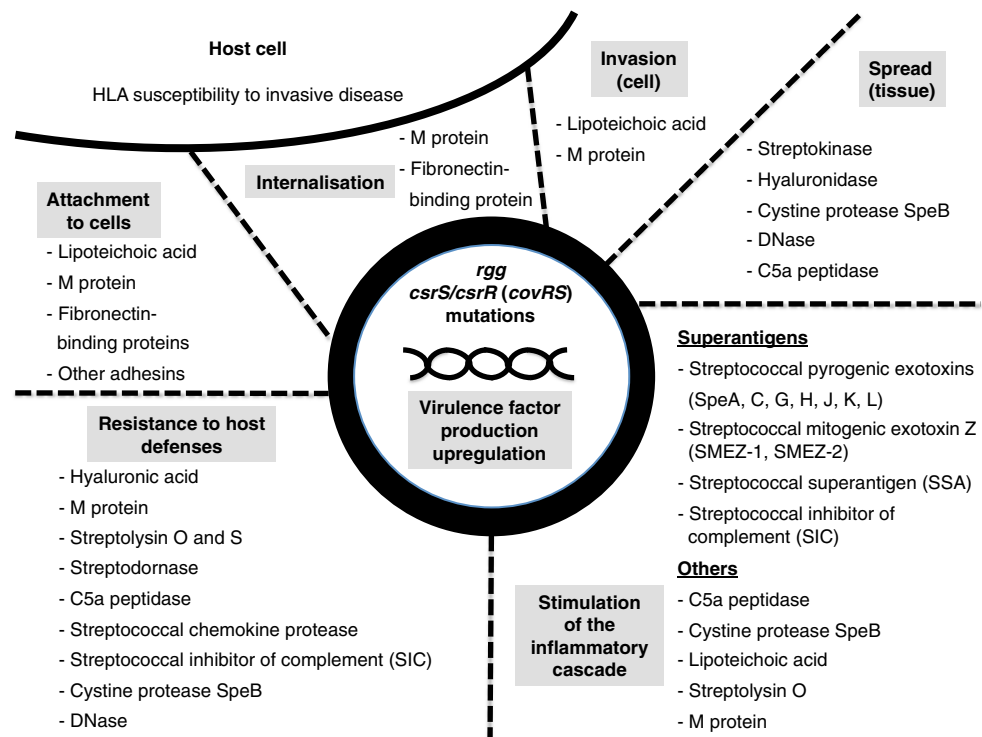 Host cell
HLA susceptibility to invasive disease
Invasion
(cell)
- Lipoteichoic acid
- M protein
Spread
(tissue)
- Streptokinase
- Hyaluronidase
- Cystine protease SpeB
- DNase
- C5a peptidase
Internalisation
- M protein
- Fibronectin-
binding protein
Attachment
to cells
- Lipoteichoic acid
- M protein
- Fibronectin-
binding proteins
- Other adhesins
rgg
csrS/csrR (covRS)
mutations
Virulence factor
production
upregulation
Resistance to host
defenses
- Hyaluronic acid
- M protein
- Streptolysin O and S
- Streptodornase
- C5a peptidase
- Streptococcal chemokine protease
- Streptococcal inhibitor of complement (SIC)
- Cystine protease SpeB
- DNase
Stimulation
of the
inflammatory
cascade
Superantigens
- Streptococcal pyrogenic exotoxins
(SpeA, C, G, H, J, K, L)
- Streptococcal mitogenic exotoxin Z
(SMEZ-1, SMEZ-2)
- Streptococcal superantigen (SSA)
- Streptococcal inhibitor of
complement (SIC)
Others
- C5a peptidase
- Cystine protease SpeB
- Lipoteichoic acid
- Streptolysin O
- M protein